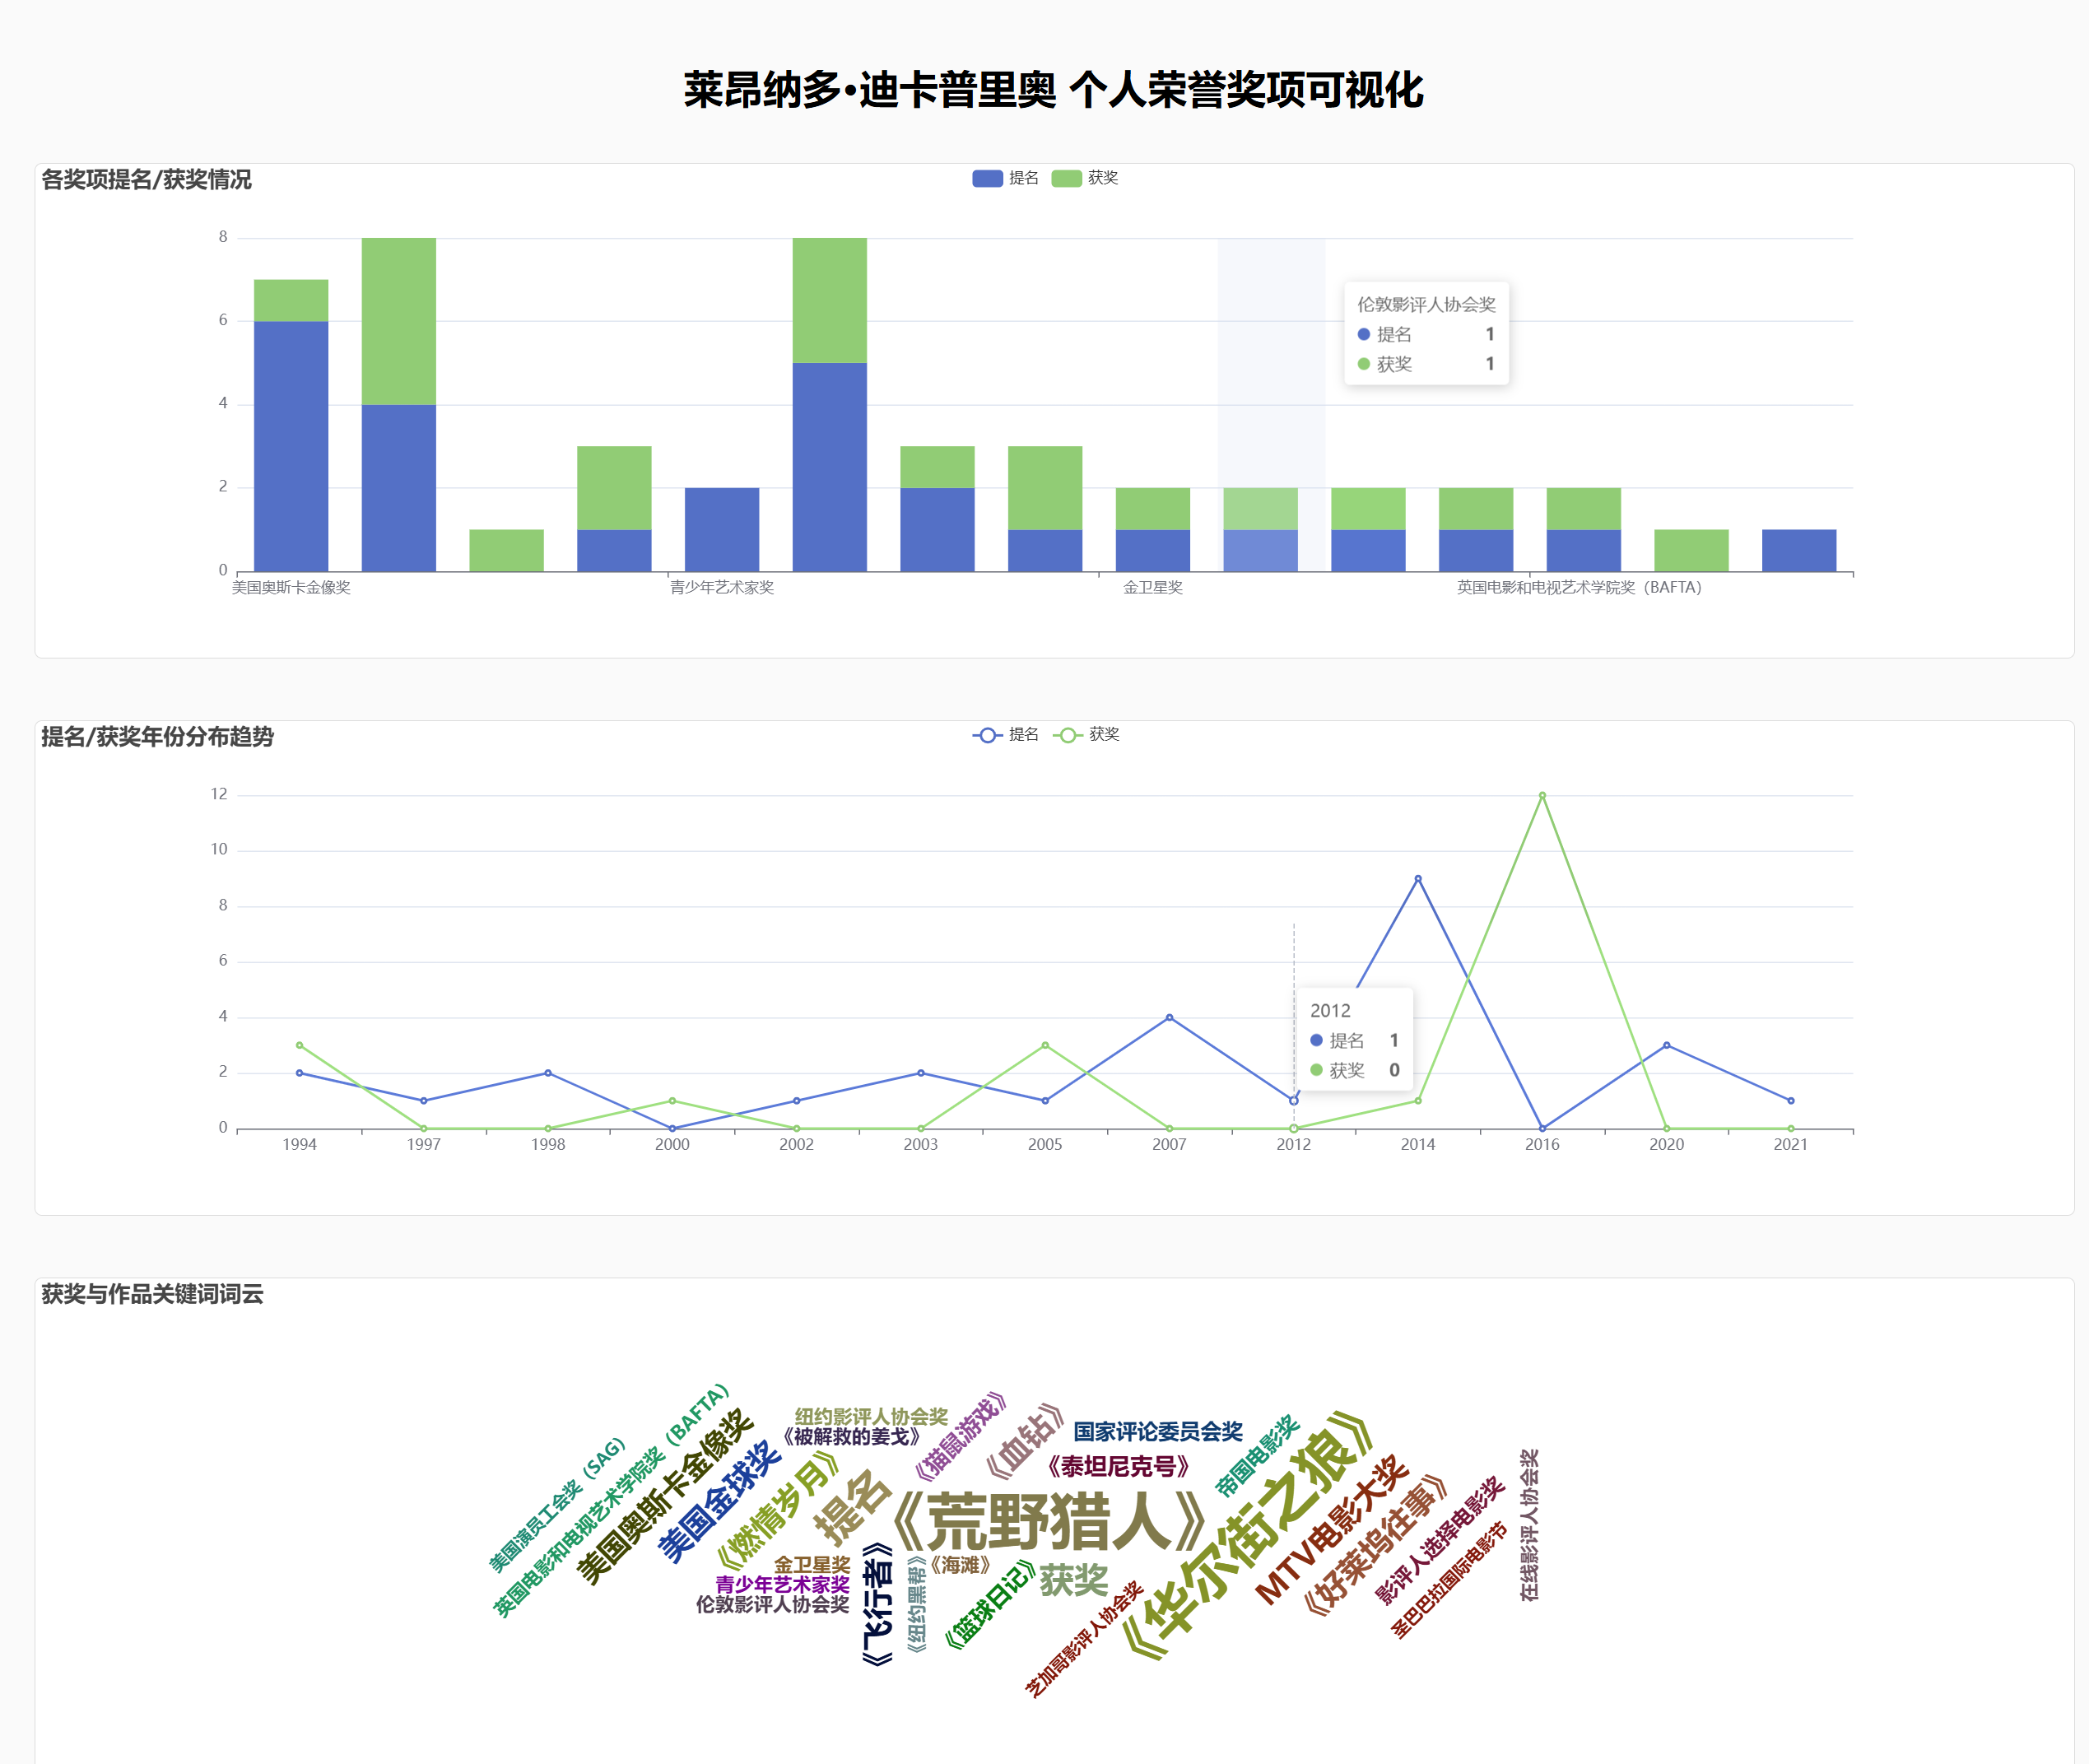 莱昂纳多·迪卡普里奥 个人荣誉奖项可视化
各奖项提名/获奖情况
提名 获奖
8
6
4
2
0
伦敦影评人协会奖
提名 1
获奖 1
美国奥斯卡金像奖 青少年艺术家奖 金卫星奖 英国电影和电视艺术学院奖（BAFTA）
提名/获奖年份分布趋势
提名 获奖
12
10
8
6
4
2
0
2012
提名 1
获奖 0
1994 1997 1998 2000 2002 2003 2005 2007 2012 2014 2016 2020 2021
获奖与作品关键词词云
美国演员工会奖（SAG）
英国电影和电视艺术学院奖（BAFTA）
美国奥斯卡金像奖
美国金球奖
《燃情岁月》
提名
纽约影评人协会奖
《被解救的姜戈》
《猫鼠游戏》
《血钻》
国家评论委员会奖
《泰坦尼克号》
帝国电影奖
《荒野猎人》
《华尔街之狼》
MTV电影大奖
《好莱坞往事》
影评人选择电影奖
圣巴巴拉国际电影节
在线影评人协会奖
金卫星奖
青少年艺术家奖
伦敦影评人协会奖
《飞行者》
《纽约黑帮》
《海滩》
《篮球日记》
获奖
芝加哥影评人协会奖